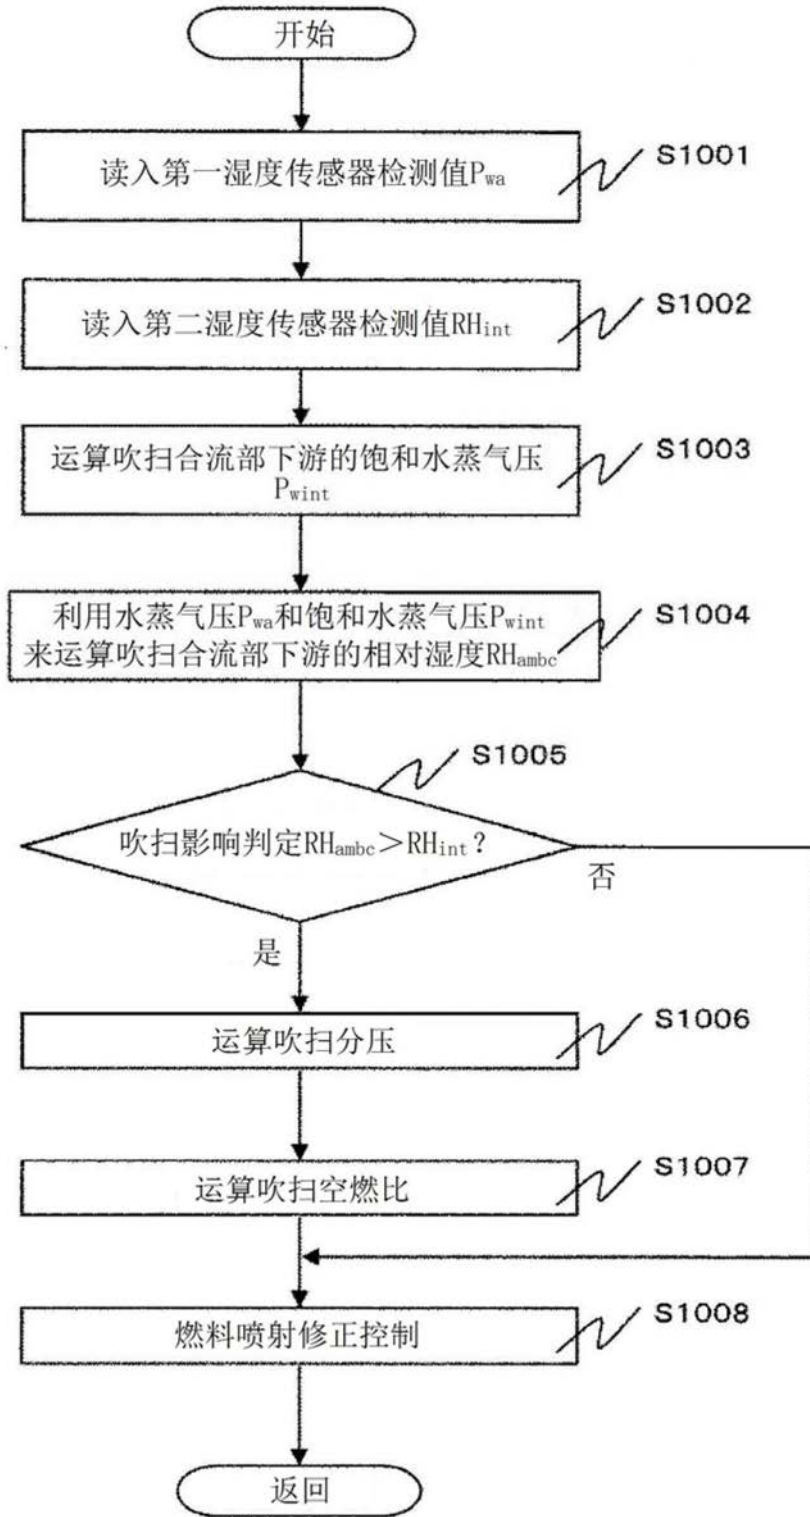 开始
读入第一湿度传感器检测值Pwa
S1001
读入第二湿度传感器检测值RHint
S1002
运算吹扫合流部下游的饱和水蒸气压
Pwint
S1003
利用水蒸气压Pwa和饱和水蒸气压Pwint
来运算吹扫合流部下游的相对湿度RHambc
S1004
S1005
吹扫影响判定RHambc＞RHint？
否
是
运算吹扫分压
S1006
运算吹扫空燃比
S1007
燃料喷射修正控制
S1008
返回